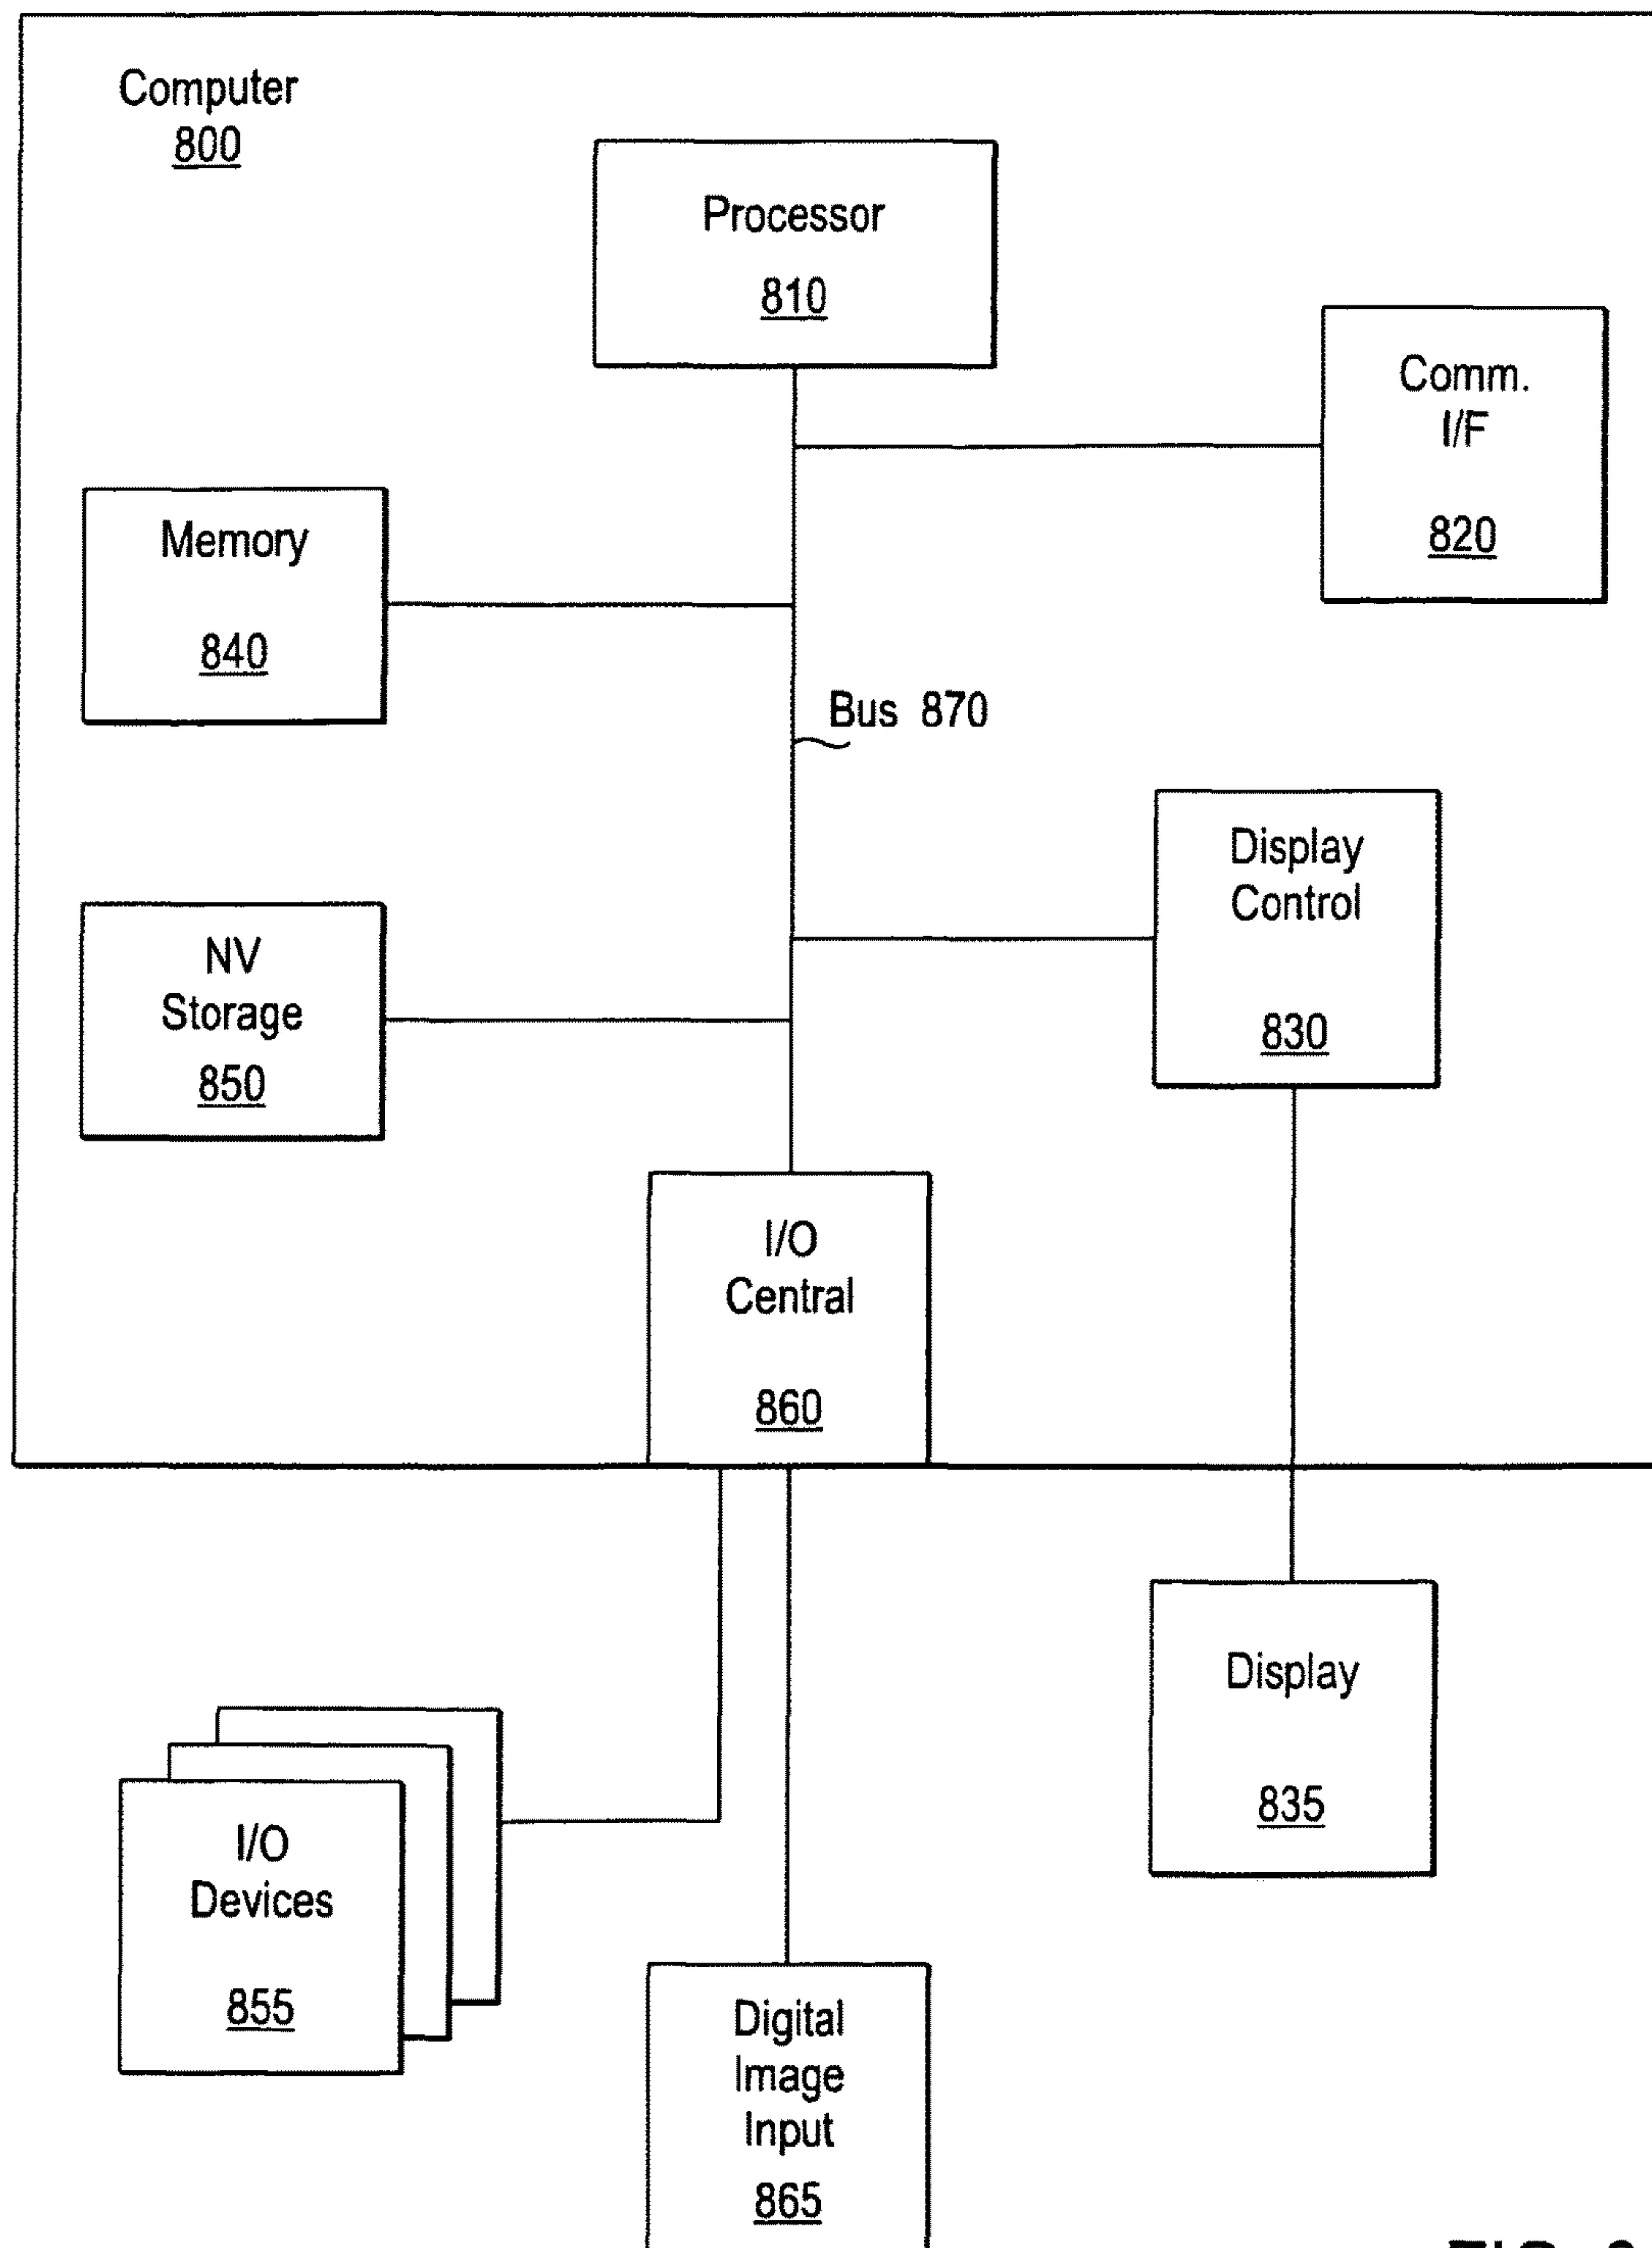 Computer
800
Processor
810
Comm.
I/F
820
Memory
840
Bus 870
Display
Control
830
NV
Storage
850
I/O
Central
860
Display
835
I/O
Devices
855
Digital
Image
Input
865